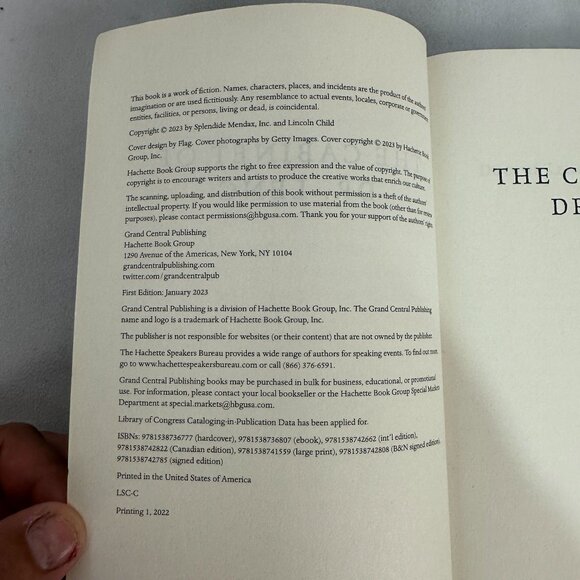 This book is a work of fiction. Names, characters, places, and incidents are the product of the authors'
imagination or are used fictitiously. Any resemblance to actual events, locales, corporate or government
entities, facilities, or persons, living or dead, is coincidental.
Copyright © 2023 by Splendide Mendax, Inc. and Lincoln Child
Cover design by Flag. Cover photographs by Getty Images. Cover copyright © 2023 by Hachette Book
Group, Inc.
Hachette Book Group supports the right to free expression and the value of copyright. The purpose of
copyright is to encourage writers and artists to produce the creative works that enrich our culture.
The scanning, uploading, and distribution of this book without permission is a theft of the authors'
intellectual property. If you would like permission to use material from the book (other than for review
purposes), please contact permissions@hbgusa.com. Thank you for your support of the authors' rights.
Grand Central Publishing
Hachette Book Group
1290 Avenue of the Americas, New York, NY 10104
grandcentralpublishing.com
twitter.com/grandcentralpub
First Edition: January 2023
Grand Central Publishing is a division of Hachette Book Group, Inc. The Grand Central Publishing
name and logo is a trademark of Hachette Book Group, Inc.
The publisher is not responsible for websites (or their content) that are not owned by the publisher.
The Hachette Speakers Bureau provides a wide range of authors for speaking events. To find out more,
go to www.hachettespeakersbureau.com or call (866) 376-6591.
Grand Central Publishing books may be purchased in bulk for business, educational, or promotional
use. For information, please contact your local bookseller or the Hachette Book Group Special Markets
Department at special.markets@hbgusa.com.
Library of Congress Cataloging-in-Publication Data has been applied for.
ISBNs: 9781538736777 (hardcover), 9781538736807 (ebook), 9781538742662 (int'l edition),
9781538742822 (Canadian edition), 9781538741559 (large print), 9781538742808 (B&N signed edition),
9781538742785 (signed edition)
Printed in the United States of America
LSC-C
Printing 1, 2022
THE C
DE